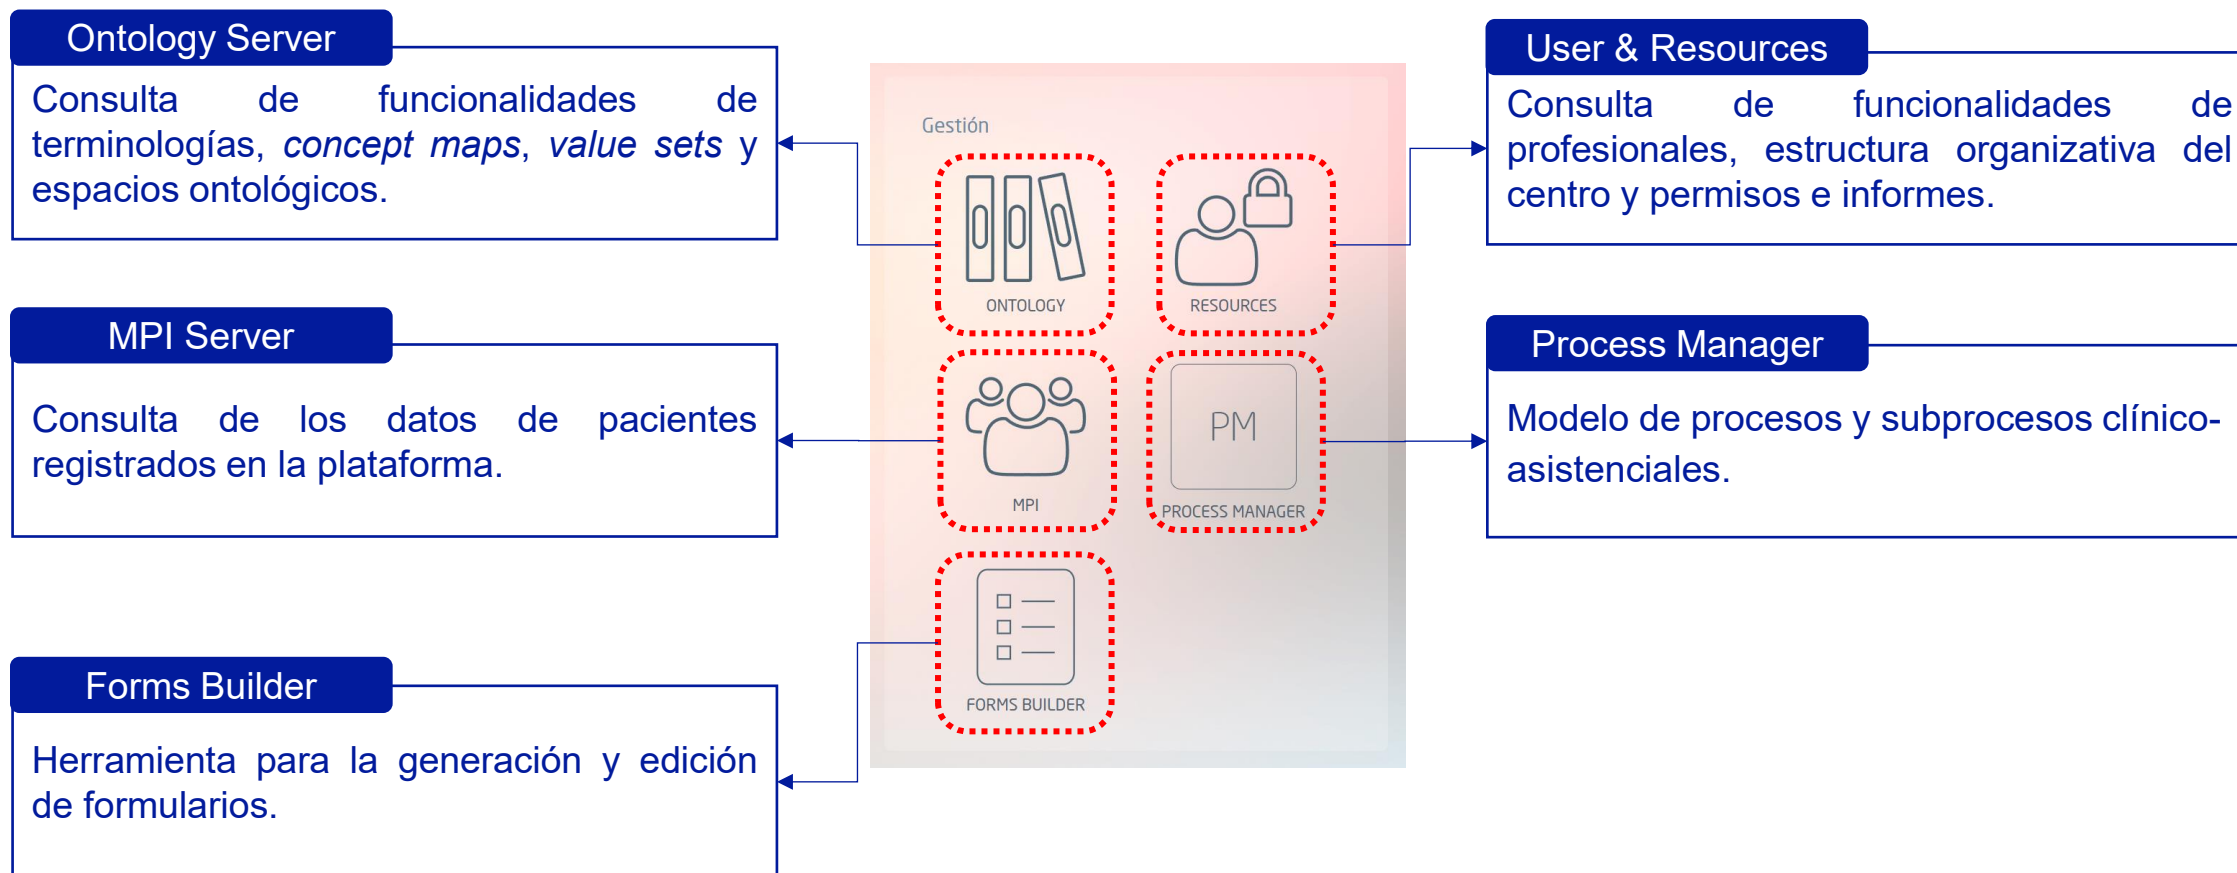 Ontology Server
Consulta de funcionalidades de
terminologías, concept maps, value sets y
espacios ontológicos.
MPI Server
Consulta de los datos de pacientes
registrados en la plataforma.
Forms Builder
Herramienta para la generación y edición
de formularios.
Gestión
ONTOLOGY
RESOURCES
MPI
PM
PROCESS MANAGER
FORMS BUILDER
User & Resources
Consulta de funcionalidades de
profesionales, estructura organizativa del
centro y permisos e informes.
Process Manager
Modelo de procesos y subprocesos clínico-
asistenciales.